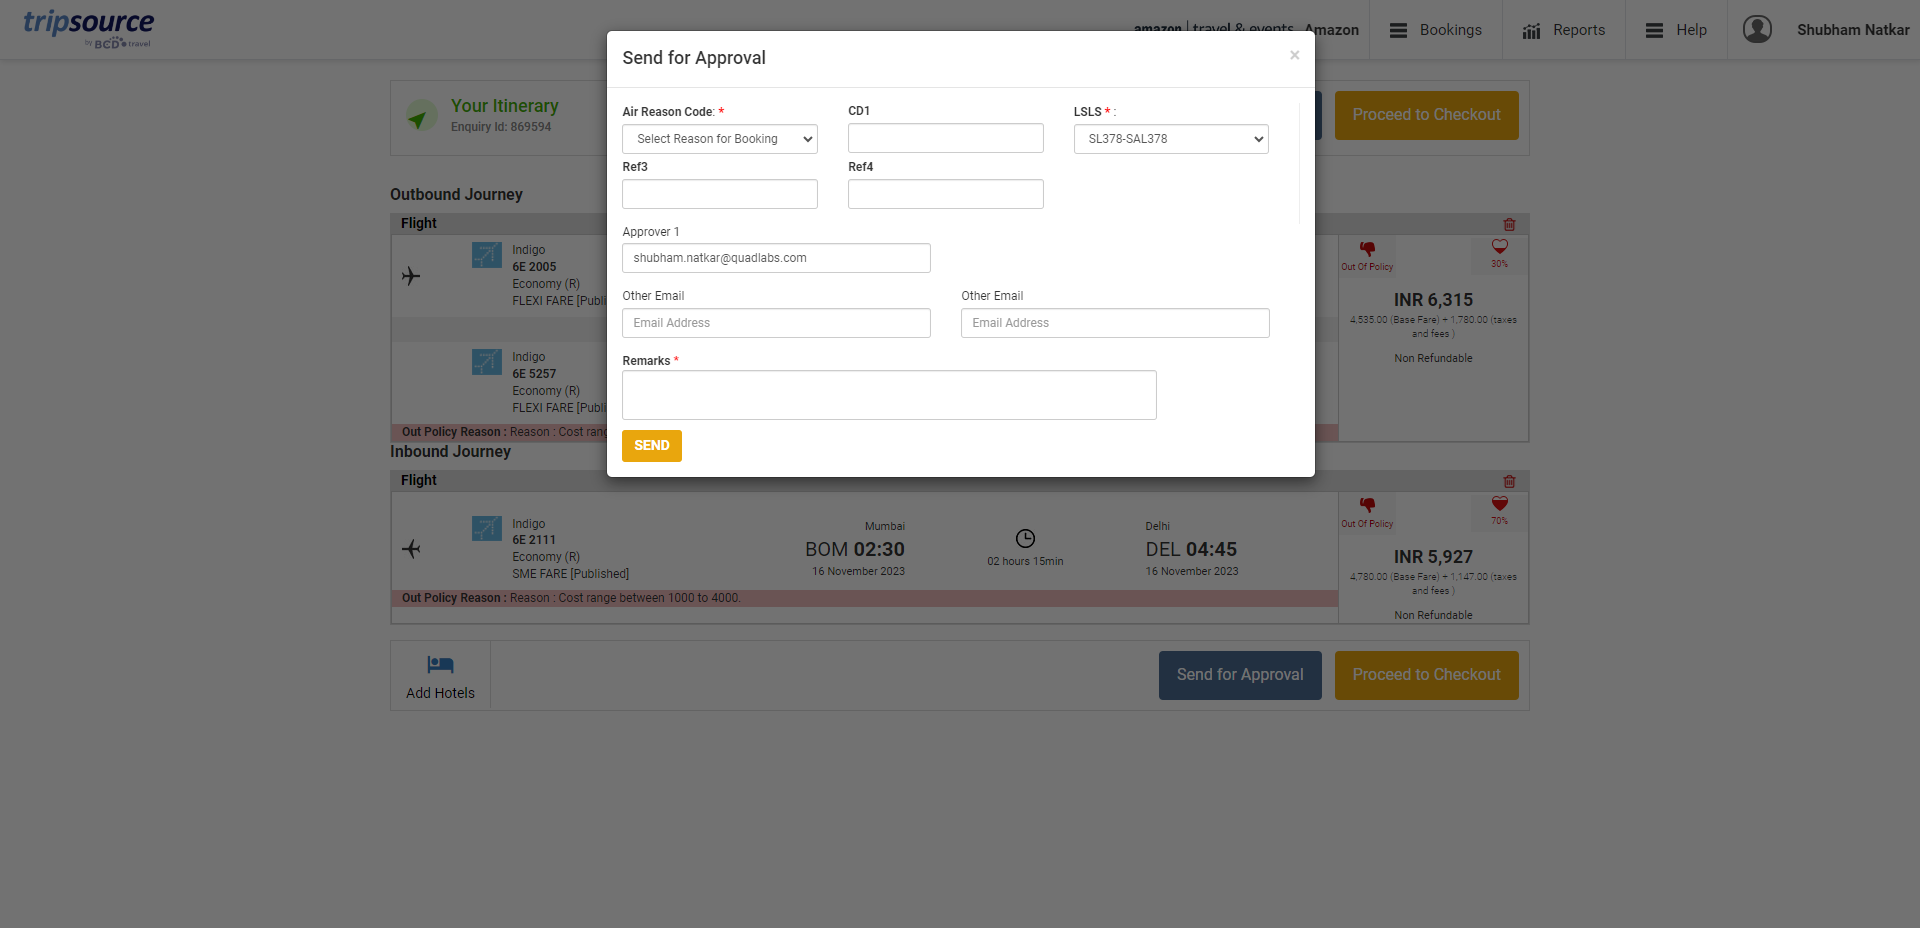 tripsource
by BCD travel
amazon | travel & events Amazon
Bookings
Reports
Help
Shubham Natkar
Send for Approval
×
Your Itinerary
Enquiry Id: 869594
Proceed to Checkout
Air Reason Code: *
CD1
LSLS * :
Select Reason for Booking
SL378-SAL378
Ref3
Ref4
Approver 1
shubham.natkar@quadlabs.com
Other Email
Other Email
Email Address
Email Address
Remarks *
SEND
Outbound Journey
Flight
Indigo
6E 2005
Economy (R)
FLEXI FARE [Publi
Out Of Policy
30%
INR 6,315
4,535.00 (Base Fare) + 1,780.00 (taxes
and fees )
Non Refundable
Indigo
6E 5257
Economy (R)
FLEXI FARE [Publi
Out Policy Reason : Reason : Cost rang
Inbound Journey
Flight
Indigo
6E 2111
Economy (R)
SME FARE [Published]
Mumbai
BOM 02:30
16 November 2023
02 hours 15min
Delhi
DEL 04:45
16 November 2023
Out Of Policy
70%
INR 5,927
4,780.00 (Base Fare) + 1,147.00 (taxes
and fees )
Non Refundable
Out Policy Reason : Reason : Cost range between 1000 to 4000.
Add Hotels
Send for Approval
Proceed to Checkout